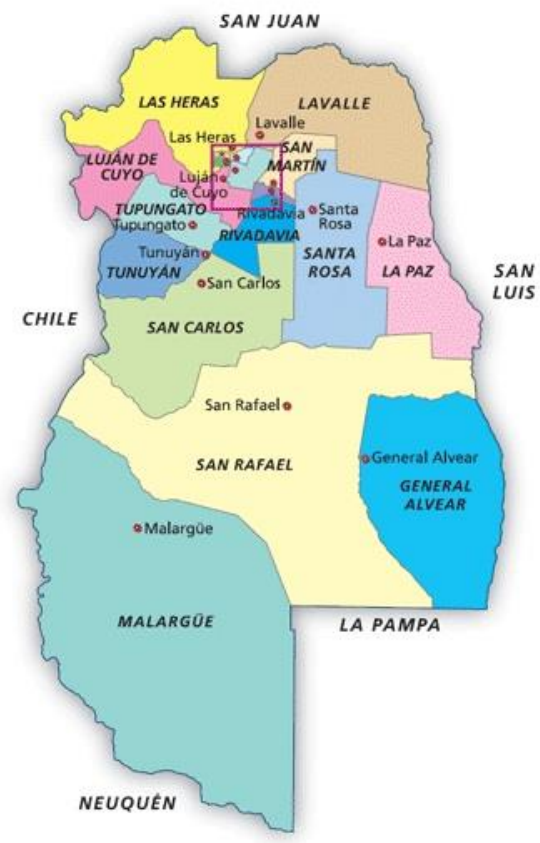 SAN JUAN
LAS HERAS
LAVALLE
Las Heras
Lavalle
SAN
MARTÍN
LUJÁN DE
CUYO
Luján
de Cuyo
TUPUNGATO
Tupungato
Rivadavia
RIVADAVIA
Santa
Rosa
SANTA
ROSA
La Paz
LA PAZ
SAN
LUIS
Tunuyán
TUNUYÁN
San Carlos
SAN CARLOS
CHILE
San Rafael
SAN RAFAEL
General Alvear
GENERAL
ALVEAR
Malargüe
MALARGÜE
LA PAMPA
NEUQUÉN